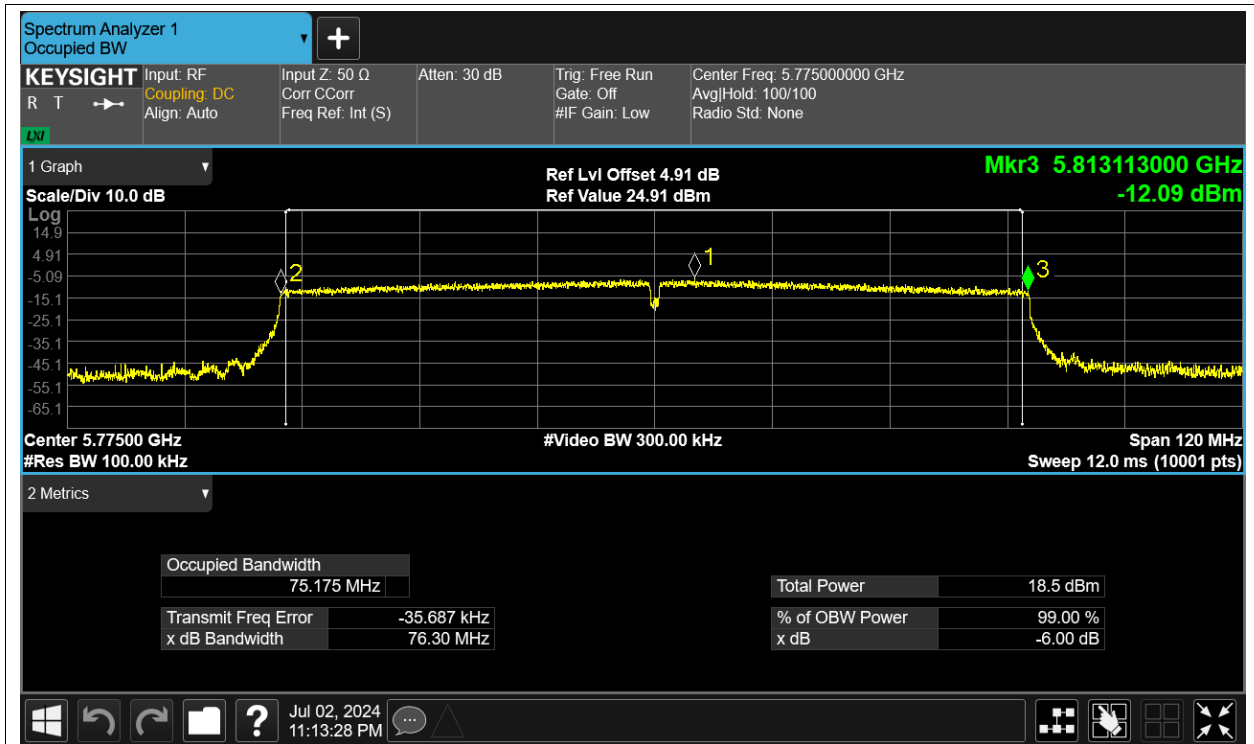 Spectrum Analyzer 1
Occupied BW
KEYSIGHT
R T
LXI
Input: RF
Coupling: DC
Align: Auto
Input Z: 50 Ω
Corr CCorr
Freq Ref: Int (S)
Atten: 30 dB
Trig: Free Run
Gate: Off
#IF Gain: Low
Center Freq: 5.775000000 GHz
Avg|Hold: 100/100
Radio Std: None
1 Graph
Scale/Div 10.0 dB
Ref Lvl Offset 4.91 dB
Ref Value 24.91 dBm
Mkr3 5.813113000 GHz
-12.09 dBm
Log
14.9
4.91
-5.09
-15.1
-25.1
-35.1
-45.1
-55.1
-65.1
2
1
3
Center 5.77500 GHz
#Video BW 300.00 kHz
Span 120 MHz
#Res BW 100.00 kHz
Sweep 12.0 ms (10001 pts)
2 Metrics
Occupied Bandwidth
75.175 MHz
Transmit Freq Error -35.687 kHz
x dB Bandwidth 76.30 MHz
Total Power 18.5 dBm
% of OBW Power 99.00 %
x dB -6.00 dB
?
Jul 02, 2024
11:13:28 PM